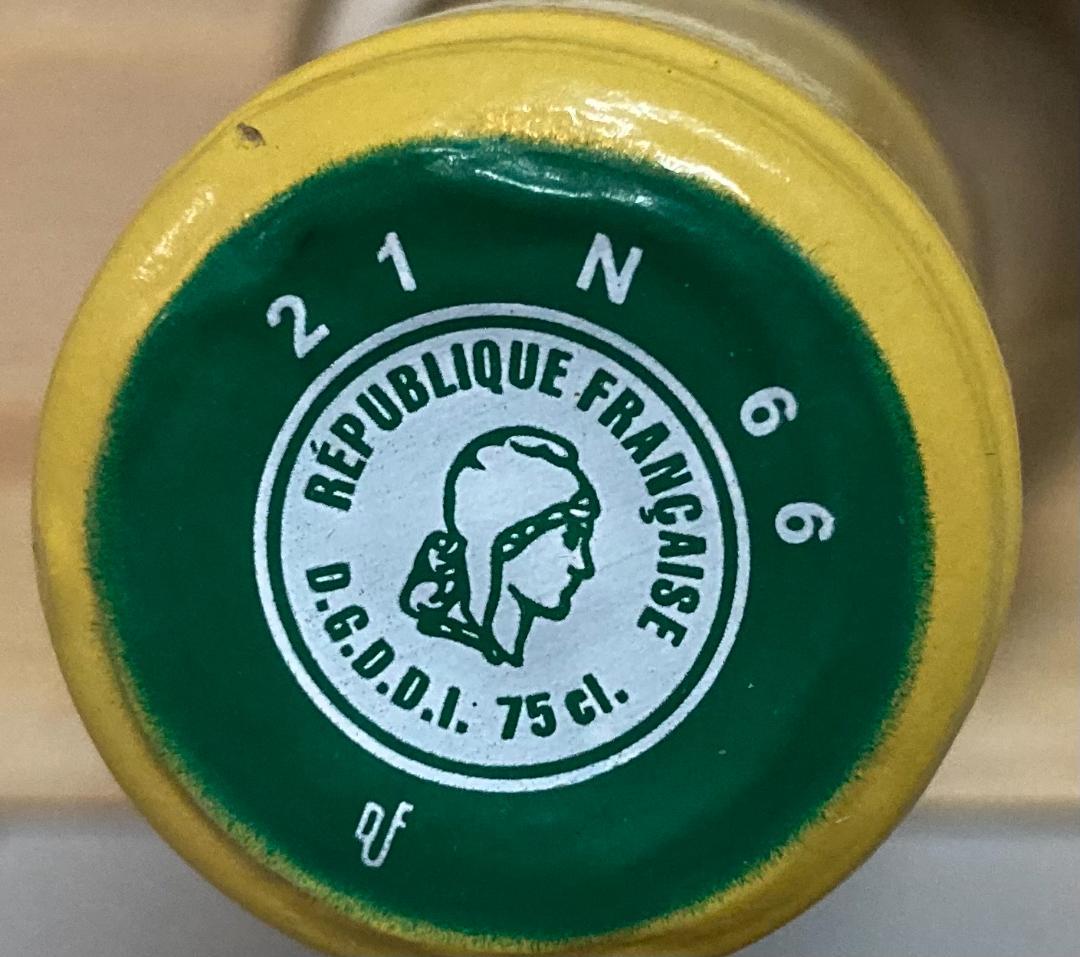 21 N 66
RÉPUBLIQUE FRANÇAISE
D.G.D.D.I. 75 cl.